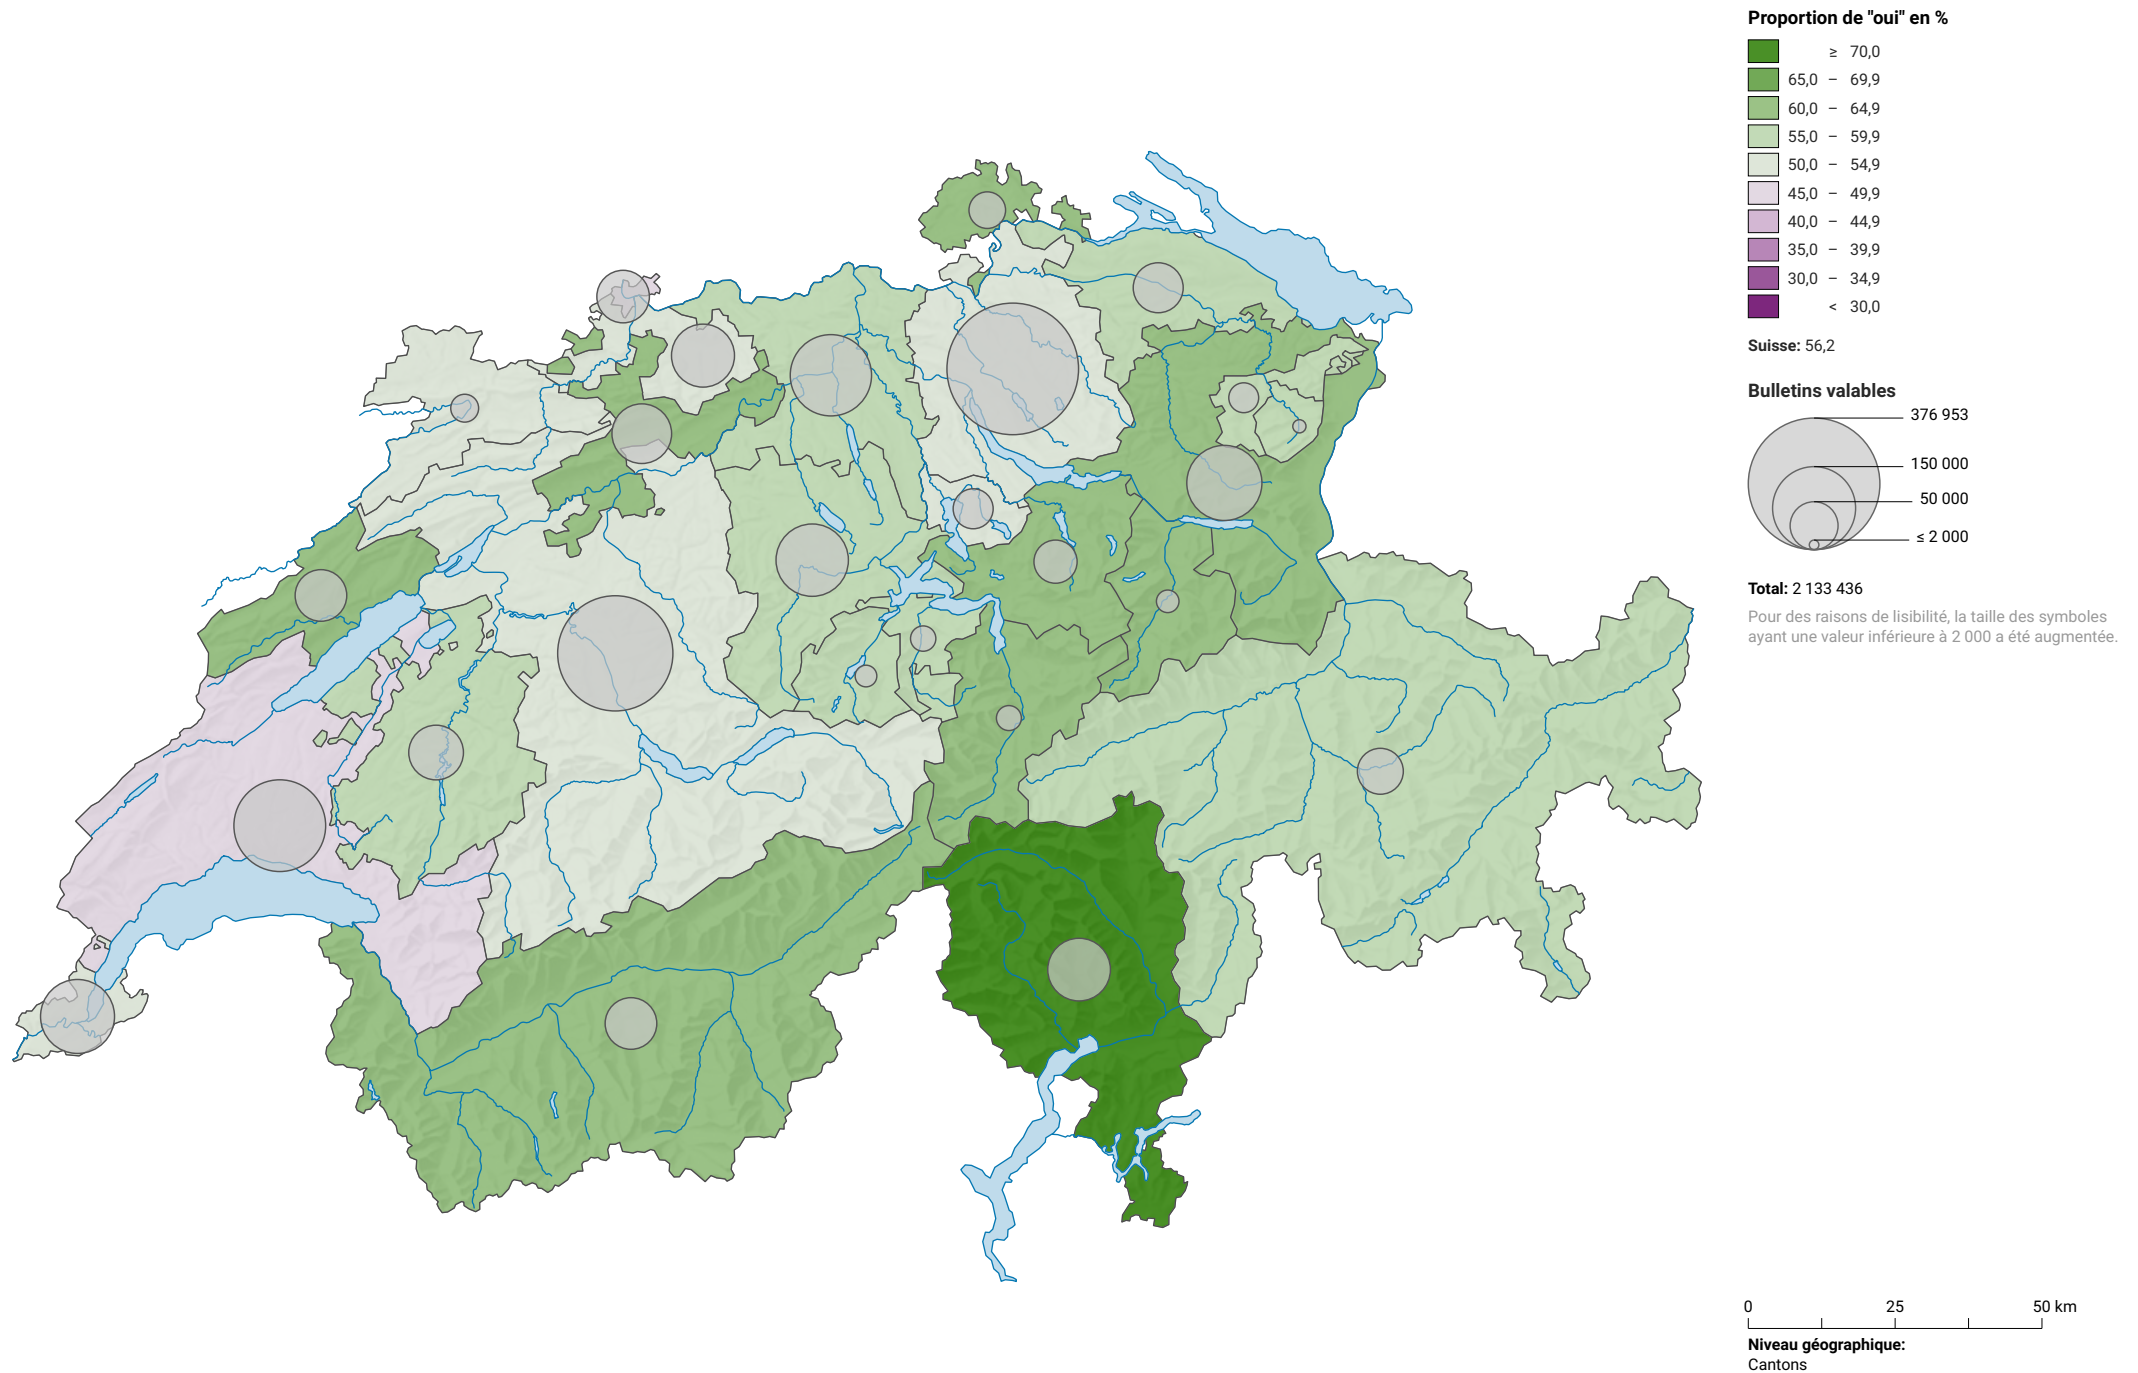 Proportion de "oui" en %
≥ 70,0
65,0 – 69,9
60,0 – 64,9
55,0 – 59,9
50,0 – 54,9
45,0 – 49,9
40,0 – 44,9
35,0 – 39,9
30,0 – 34,9
< 30,0
Suisse: 56,2
Bulletins valables
376 953
150 000
50 000
≤ 2 000
Total: 2 133 436
Pour des raisons de lisibilité, la taille des symboles
ayant une valeur inférieure à 2 000 a été augmentée.
0 25 50 km
Niveau géographique:
Cantons